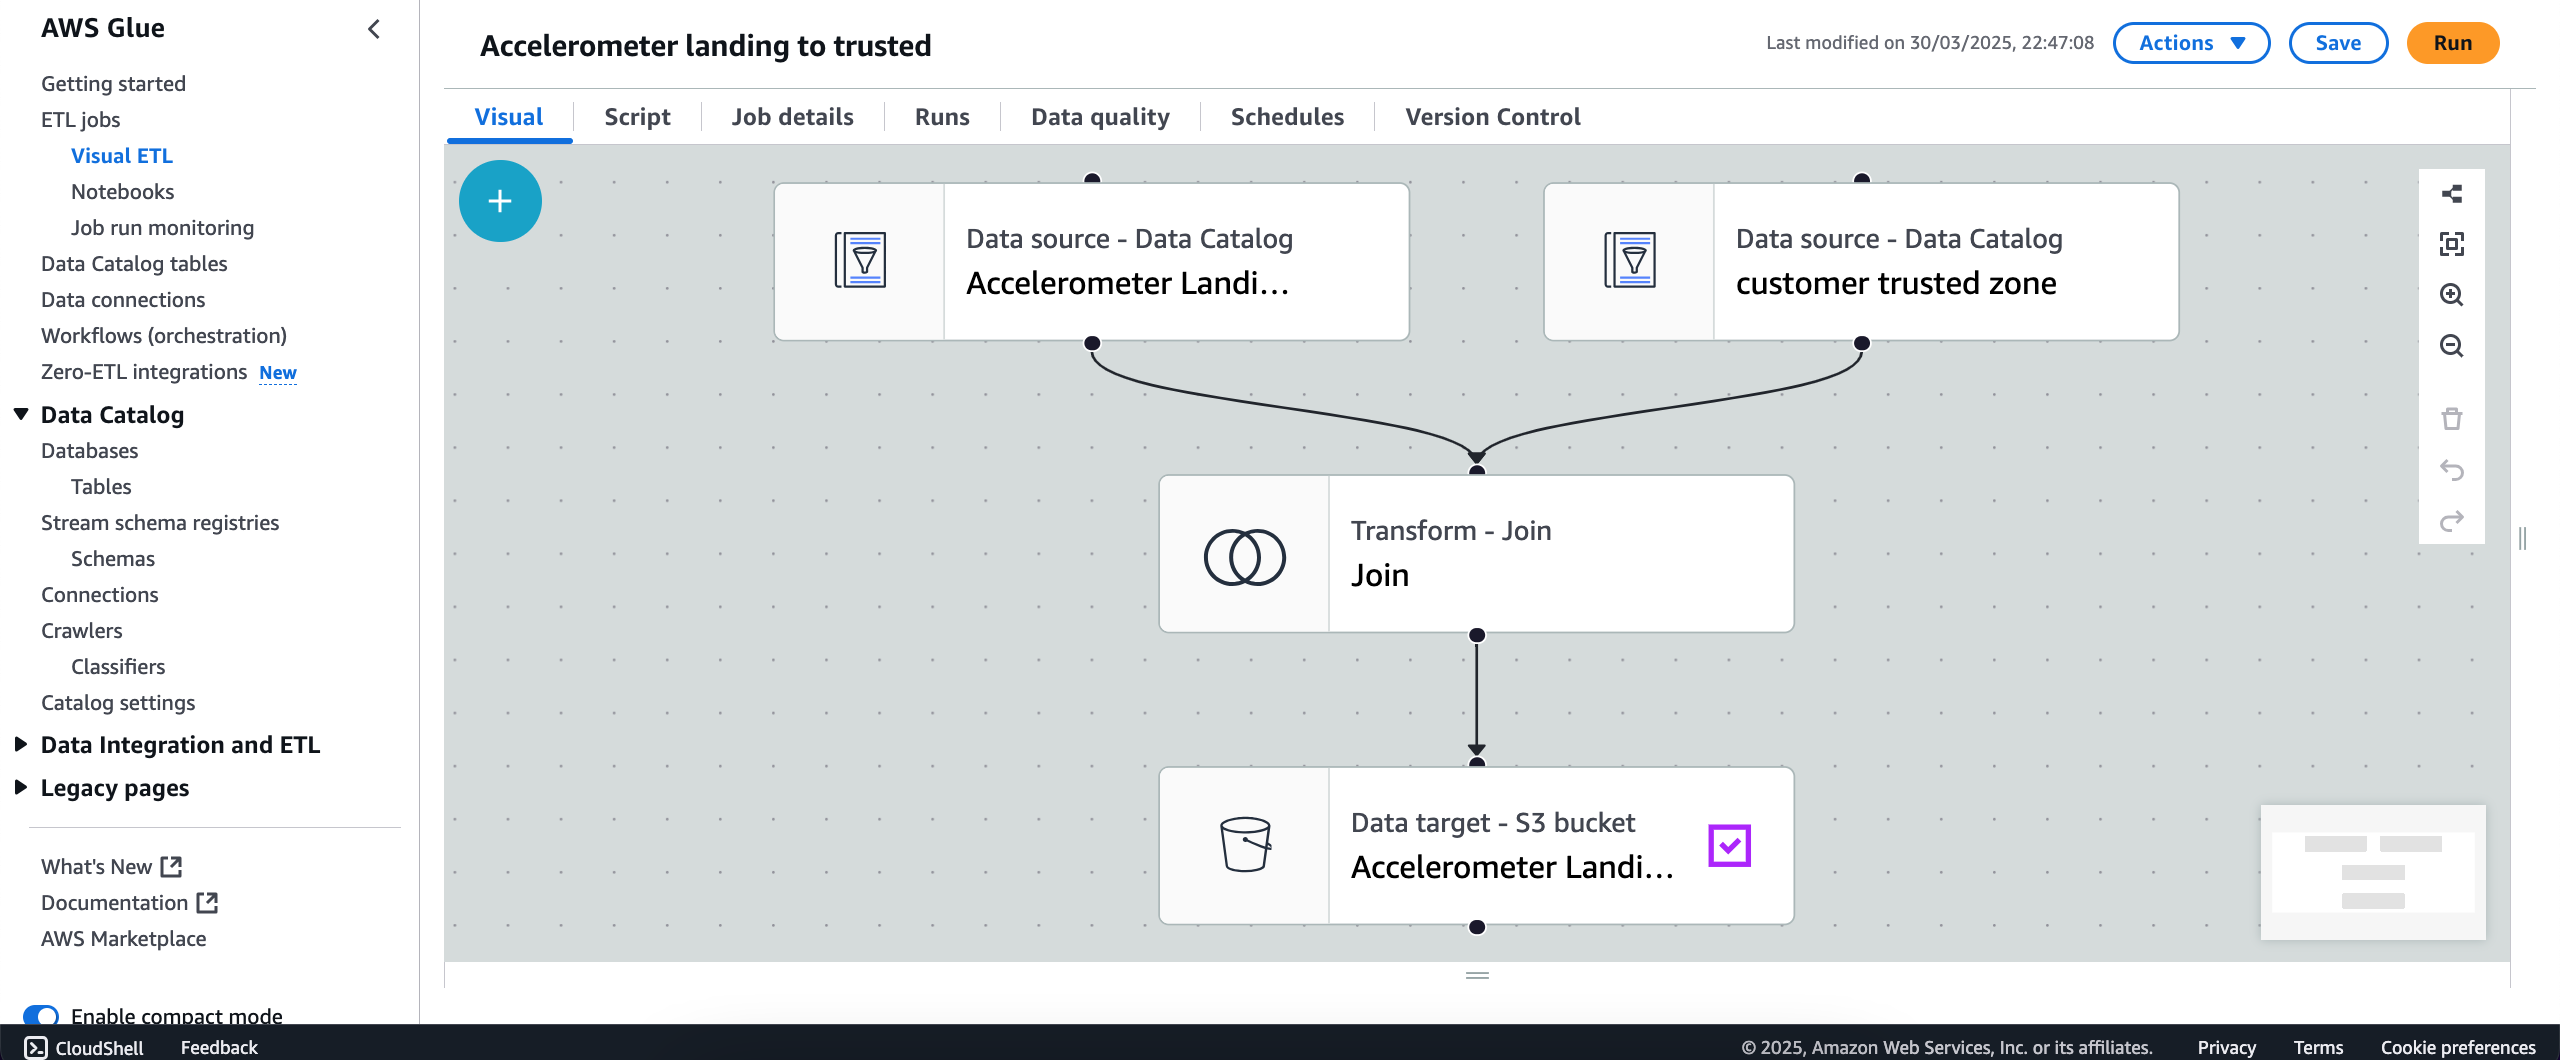 AWS Glue
Getting started
ETL jobs
Visual ETL
Notebooks
Job run monitoring
Data Catalog tables
Data connections
Workflows (orchestration)
Zero-ETL integrations New
Data Catalog
Databases
Tables
Stream schema registries
Schemas
Connections
Crawlers
Classifiers
Catalog settings
Data Integration and ETL
Legacy pages
What's New
Documentation
AWS Marketplace
Enable compact mode
Accelerometer landing to trusted
Last modified on 30/03/2025, 22:47:08
Actions
Save
Run
Visual
Script
Job details
Runs
Data quality
Schedules
Version Control
Data source - Data Catalog
Accelerometer Landi...
Data source - Data Catalog
customer trusted zone
Transform - Join
Join
Data target - S3 bucket
Accelerometer Landi...
CloudShell
Feedback
© 2025, Amazon Web Services, Inc. or its affiliates.
Privacy
Terms
Cookie preferences